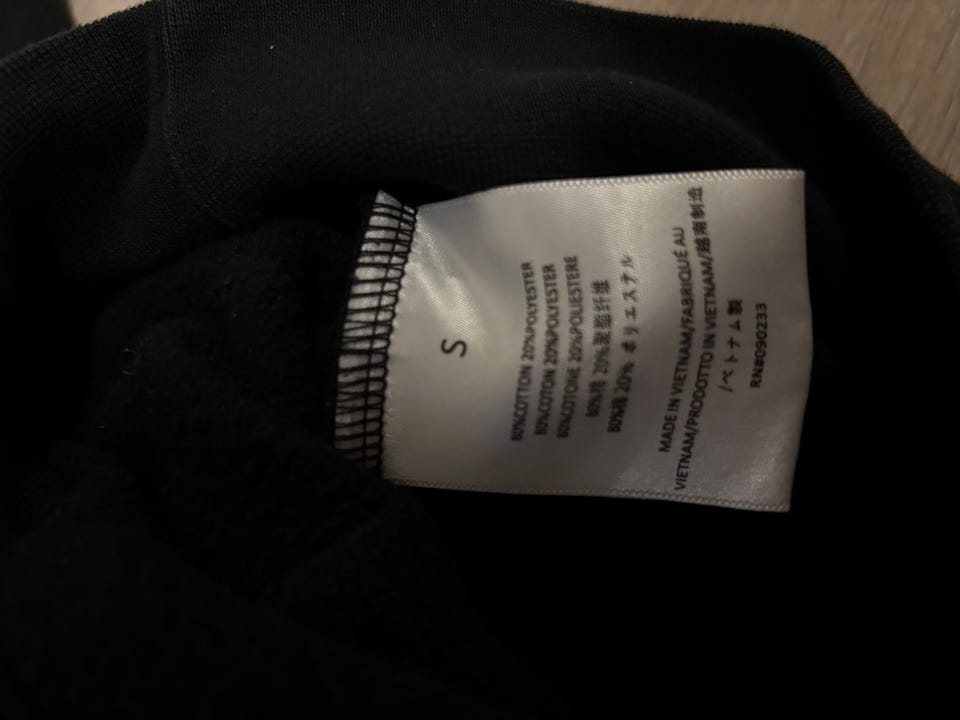 S
80%COTTON 20%POLYESTER
80%COTON 20%POLYESTER
80%COTONE 20%POLIESTERE
80%棉 20%聚酯纤维
80%綿 20% ポリエステル
MADE IN VIETNAM/FABRIQUÉ AU
VIETNAM/PRODOTTO IN VIETNAM/越南制造
/ベトナム製
RN#090233